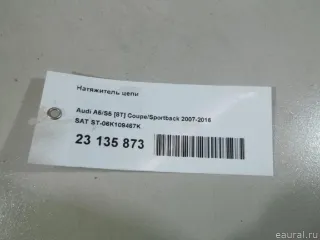 Натяжитель цепи
Audi A5/S5 [8T] Coupe/Sportback 2007-2016
SAT ST-06K109467K
23 135 873
eaural.ru